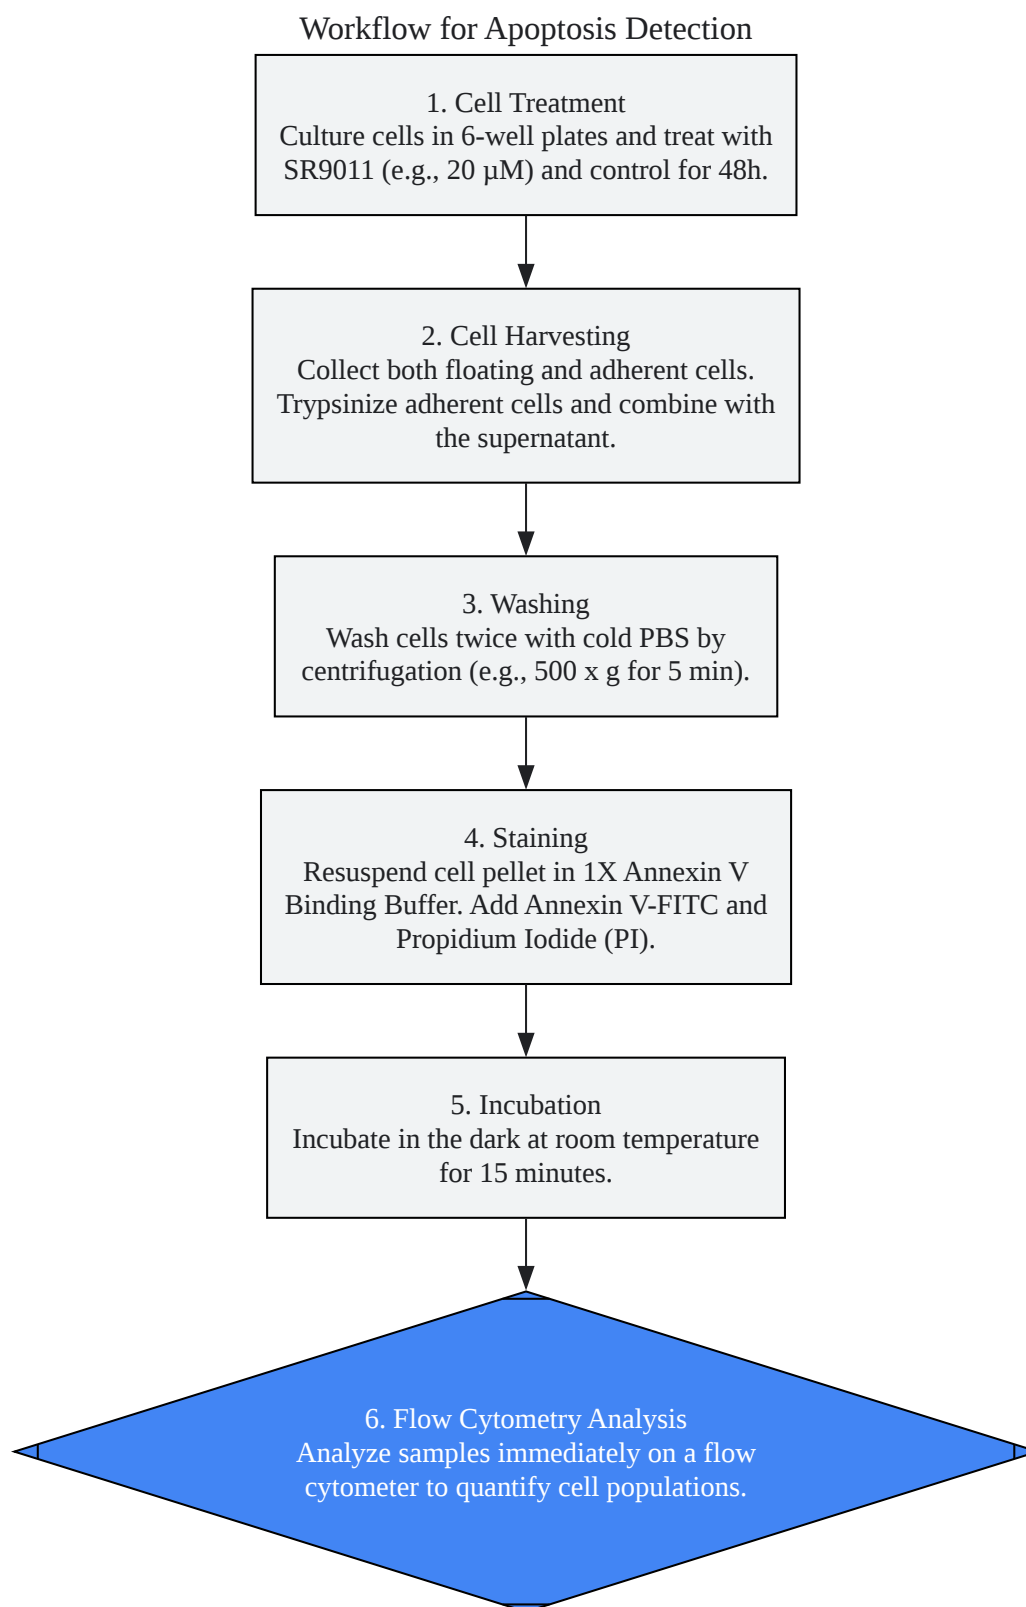 Workflow for Apoptosis Detection
1. Cell Treatment
Culture cells in 6-well plates and treat with
SR9011 (e.g., 20 µM) and control for 48h.
2. Cell Harvesting
Collect both floating and adherent cells.
Trypsinize adherent cells and combine with
the supernatant.
3. Washing
Wash cells twice with cold PBS by
centrifugation (e.g., 500 x g for 5 min).
4. Staining
Resuspend cell pellet in 1X Annexin V
Binding Buffer. Add Annexin V-FITC and
Propidium Iodide (PI).
5. Incubation
Incubate in the dark at room temperature
for 15 minutes.
6. Flow Cytometry Analysis
Analyze samples immediately on a flow
cytometer to quantify cell populations.